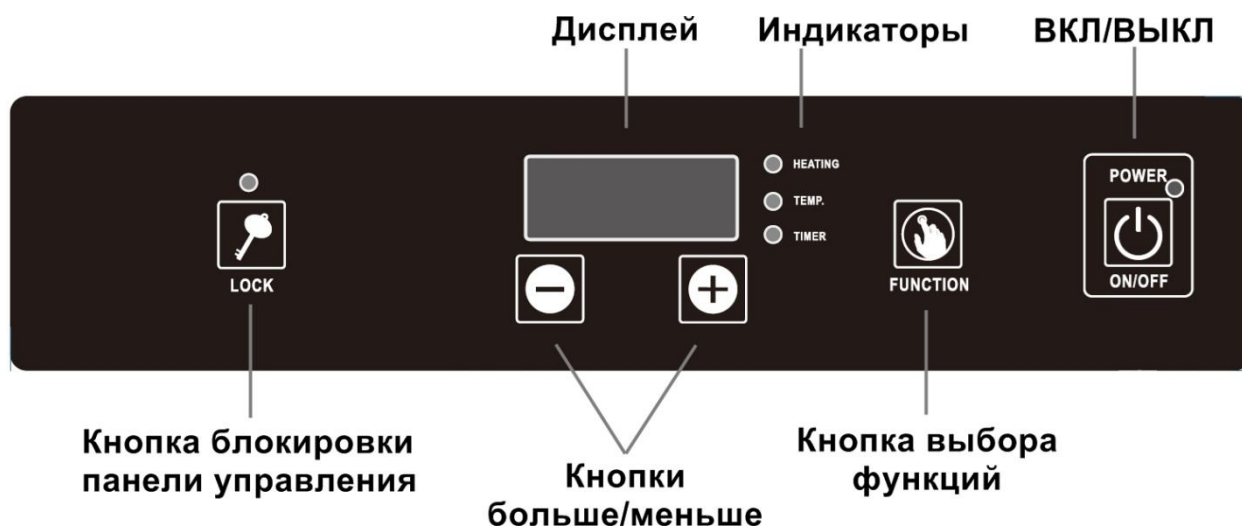 Дисплей
Индикаторы
ВКЛ/ВЫКЛ
HEATING
TEMP.
TIMER
POWER
LOCK
FUNCTION
ON/OFF
Кнопка блокировки
панели управления
Кнопки
больше/меньше
Кнопка выбора
функций